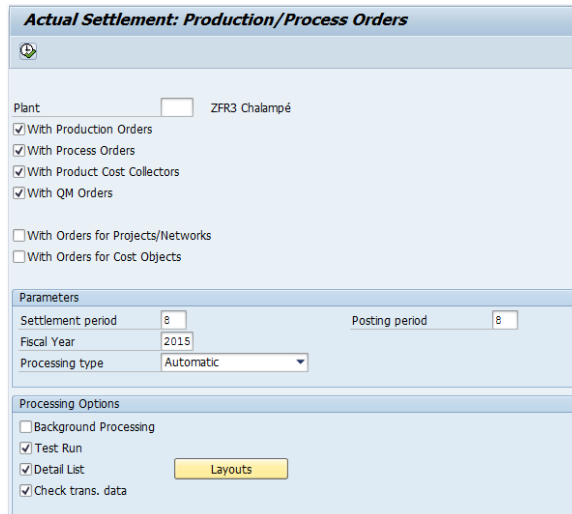 Actual Settlement: Production/Process Orders
Plant ZFR3 Chalampé
With Production Orders
With Process Orders
With Product Cost Collectors
With QM Orders
With Orders for Projects/Networks
With Orders for Cost Objects
Parameters
Settlement period 8 Posting period 8
Fiscal Year 2015
Processing type Automatic
Processing Options
Background Processing
Test Run
Detail List Layouts
Check trans. data